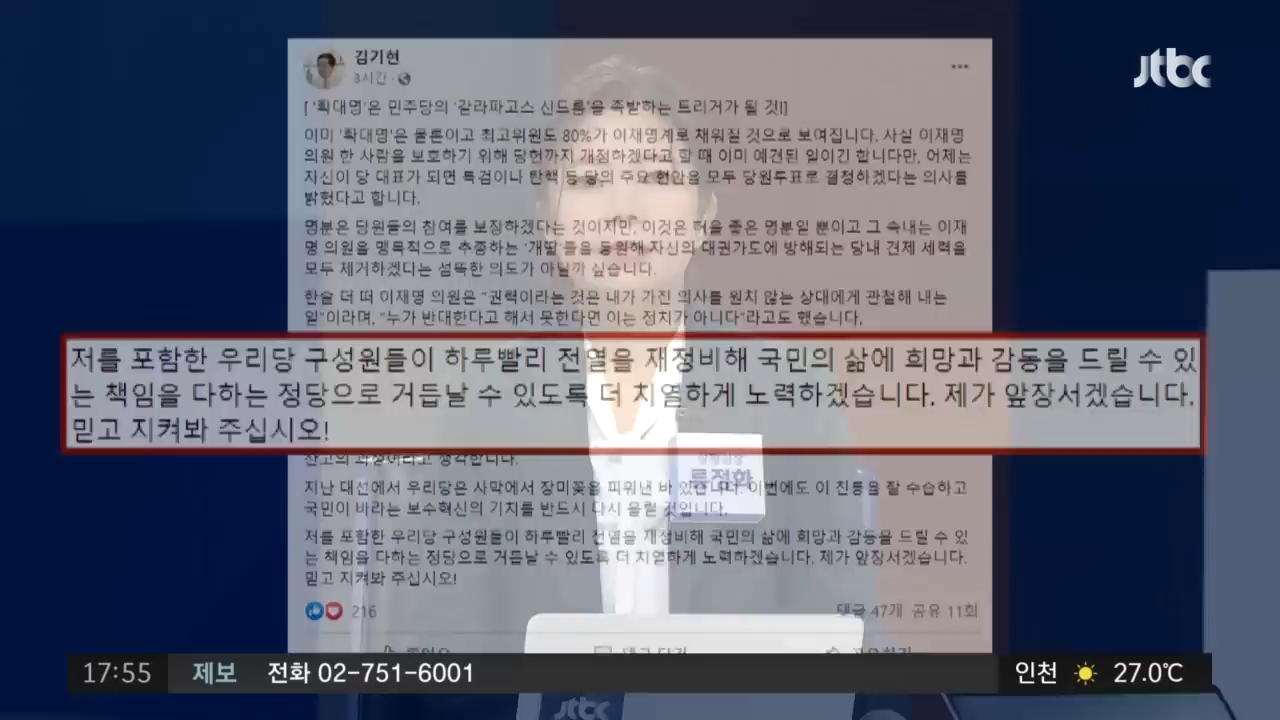 김기현
3시간
jtbc
[ '확대명'은 민주당의 '갈라파고스 신드롬'을 촉발하는 트리거가 될 것!]
이미 '확대명'은 물론이고 최고위원도 80%가 이재명계로 채워질 것으로 보여집니다. 사실 이재명
의원 한 사람을 보호하기 위해 당헌까지 개정하겠다고 할 때 이미 예견된 일이긴 합니다만, 어제는
자신이 당 대표가 되면 특검이나 탄핵 등 당의 주요 현안을 모두 당원투표로 결정하겠다는 의사를
밝혔다고 합니다.
명분은 당원들의 참여를 보장하겠다는 것이지만, 이것은 허울 좋은 명분일 뿐이고 그 속내는 이재
명 의원을 맹목적으로 추종하는 '개딸'들을 동원해 자신의 대권가도에 방해되는 당내 견제 세력을
모두 제거하겠다는 섬뜩한 의도가 아닐까 싶습니다.
한술 더 떠 이재명 의원은 "권력이라는 것은 내가 가진 의사를 원치 않는 상대에게 관철해 내는
일"이라며, "누가 반대한다고 해서 못한다면 이는 정치가 아니다"라고도 했습니다.
저를 포함한 우리당 구성원들이 하루빨리 전열을 재정비해 국민의 삶에 희망과 감동을 드릴 수 있
는 책임을 다하는 정당으로 거듭날 수 있도록 더 치열하게 노력하겠습니다. 제가 앞장서겠습니다.
믿고 지켜봐 주십시오!
생각합니다.
류정화
지난 대선에서 우리당은 사막에서 장미꽃을 피워낸 바 있습니다. 이번에도 이 진통을 잘 수습하고
국민이 바라는 보수혁신의 기치를 반드시 다시 올릴 것입니다.
저를 포함한 우리당 구성원들이 하루빨리 전열을 재정비해 국민의 삶에 희망과 감동을 드릴 수 있
는 책임을 다하는 정당으로 거듭날 수 있도록 더 치열하게 노력하겠습니다. 제가 앞장서겠습니다.
믿고 지켜봐 주십시오!
216
댓글 47개 공유 11회
17:55 제보 전화 02-751-6001 인천 27.0℃
jtbc